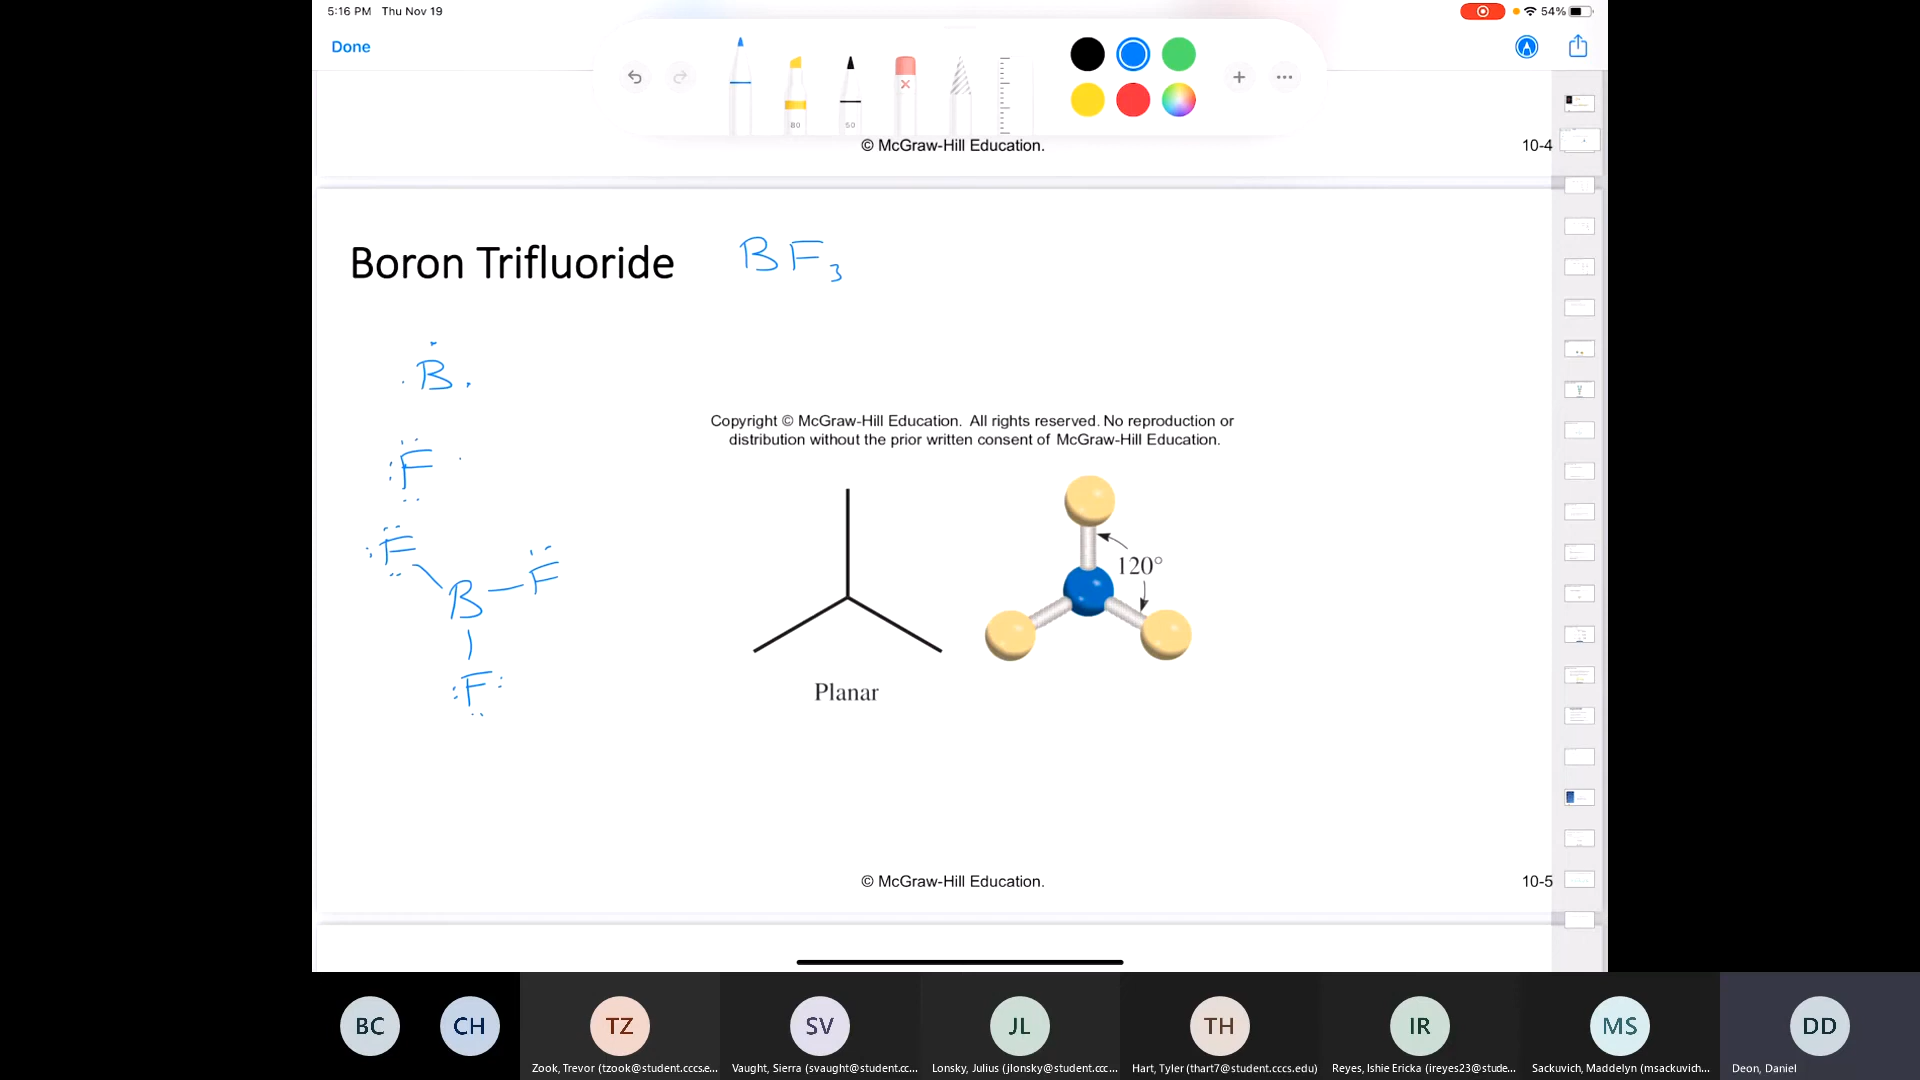 5:16 PM Thu Nov 19
54%
Done
80
50
© McGraw-Hill Education.
10-4
Boron Trifluoride BF3
B
F
Copyright © McGraw-Hill Education. All rights reserved. No reproduction or
distribution without the prior written consent of McGraw-Hill Education.
F
B
F
F
120°
Planar
© McGraw-Hill Education.
10-5
BC
CH
TZ
SV
JL
TH
IR
MS
DD
Zook, Trevor (tzook@student.cccs.e...
Vaught, Sierra (svaught@student.cc...
Lonsky, Julius (jlonsky@student.ccc...
Hart, Tyler (thart7@student.cccs.edu)
Reyes, Ishie Ericka (ireyes23@stude...
Sackuvich, Maddelyn (msackuvich...
Deon, Daniel